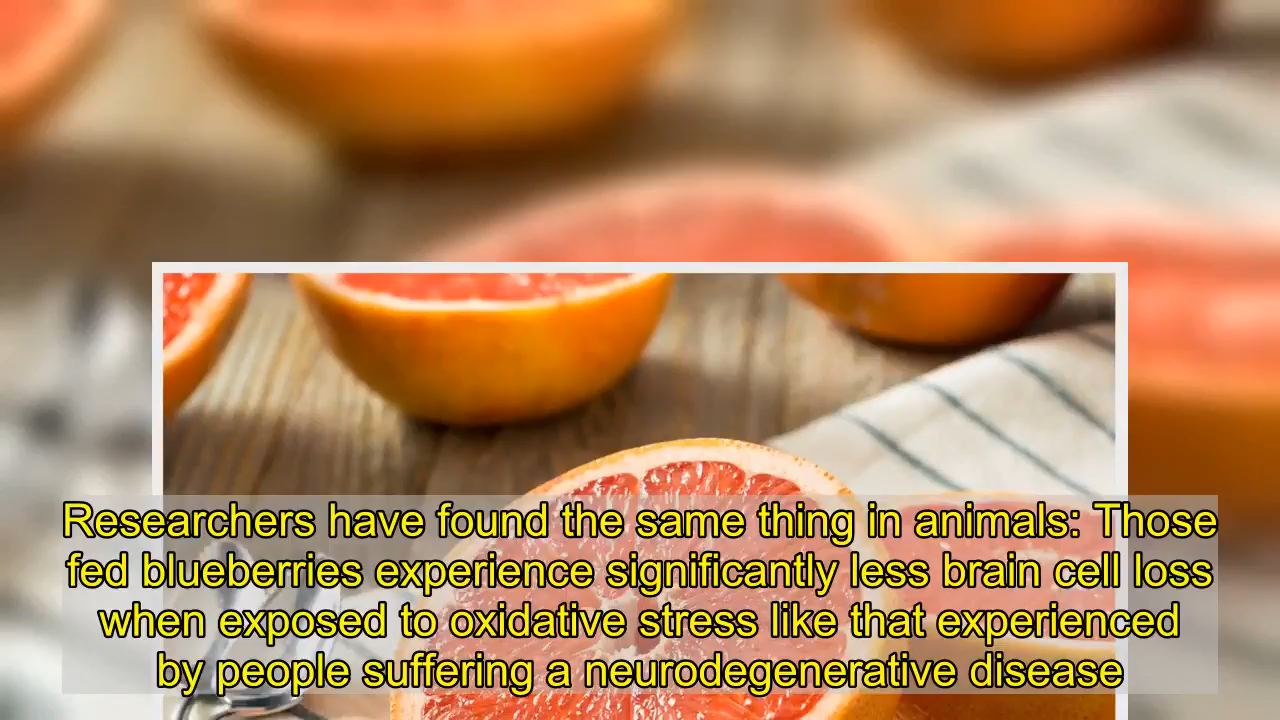 Researchers have found the same thing in animals: Those
fed blueberries experience significantly less brain cell loss
when exposed to oxidative stress like that experienced
by people suffering a neurodegenerative disease